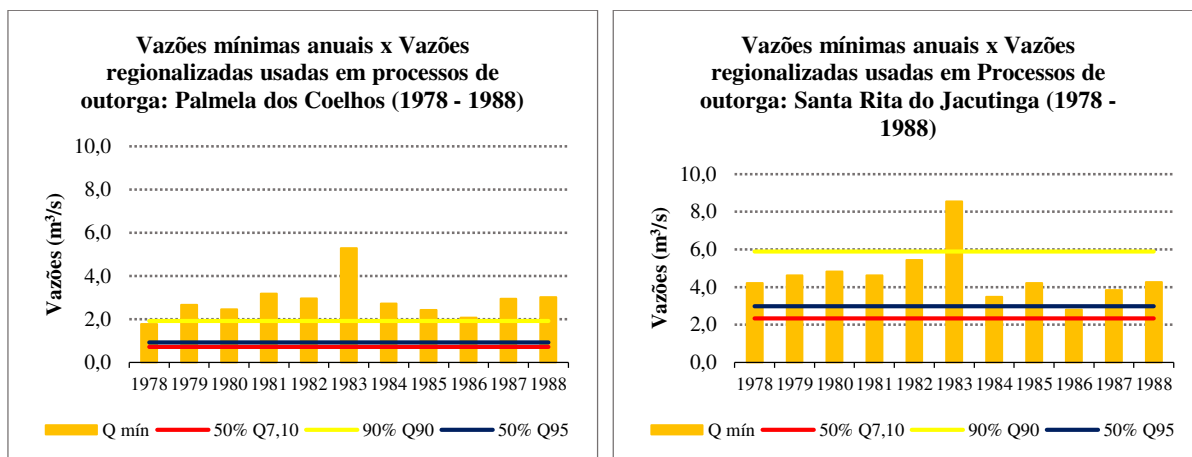 Vazões mínimas anuais x Vazões
regionalizadas usadas em processos de
outorga: Palmela dos Coelhos (1978 - 1988)
10,0
8,0
6,0
4,0
2,0
0,0
Vazões (m³/s)
1978 1979 1980 1981 1982 1983 1984 1985 1986 1987 1988
Q mín 50% Q7,10 90% Q90 50% Q95
Vazões mínimas anuais x Vazões
regionalizadas usadas em Processos de
outorga: Santa Rita do Jacutinga (1978 -
1988)
10,0
8,0
6,0
4,0
2,0
0,0
Vazões (m³/s)
1978 1979 1980 1981 1982 1983 1984 1985 1986 1987 1988
Q mín 50% Q7,10 90% Q90 50% Q95